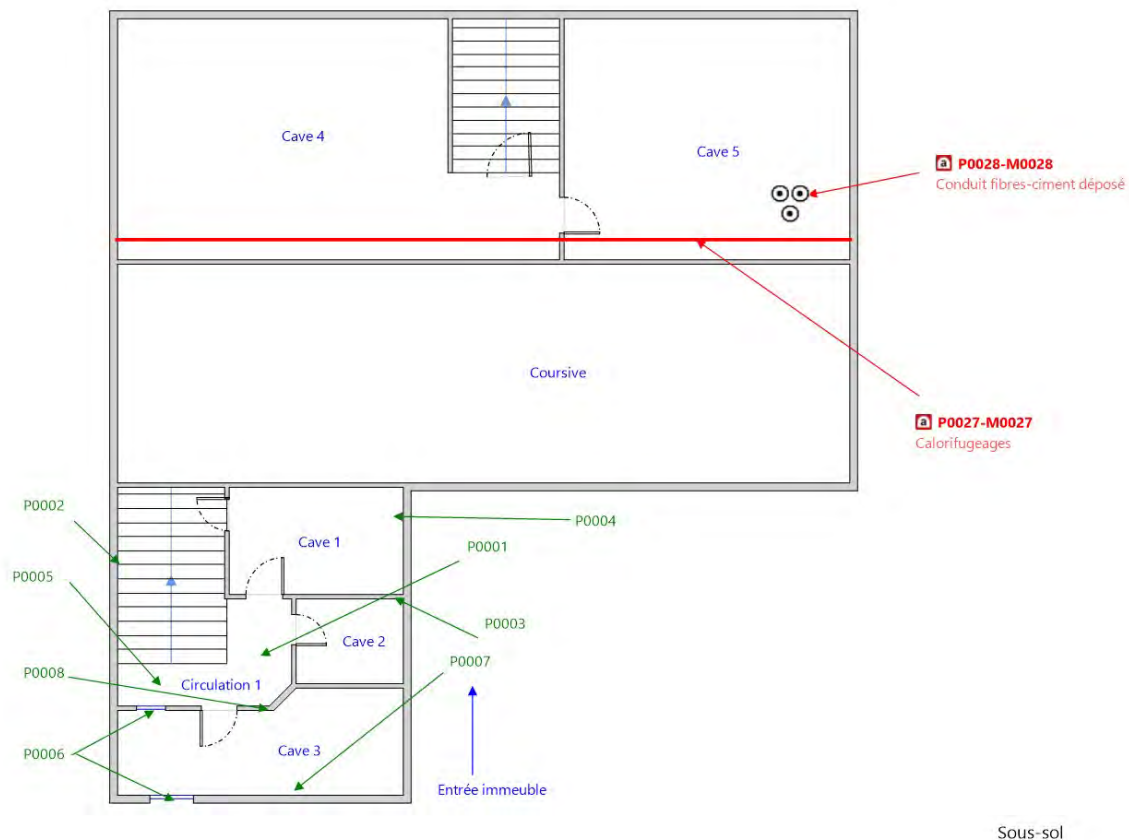 Cave 4
Cave 5
a P0028-M0028
Conduit fibres-ciment déposé
Coursive
a P0027-M0027
Calorifugeages
P0002
P0004
Cave 1
P0001
P0005
P0003
Cave 2
P0007
P0008
Circulation 1
P0006
Cave 3
Entrée immeuble
Sous-sol